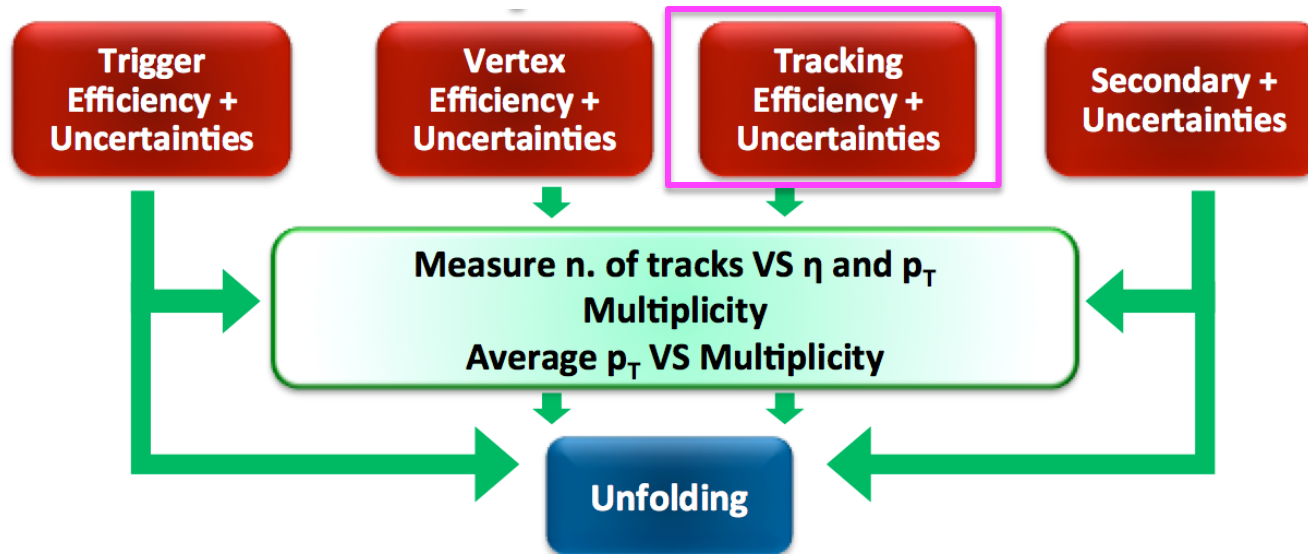 Trigger
Efficiency +
Uncertainties
Vertex
Efficiency +
Uncertainties
Tracking
Efficiency +
Uncertainties
Secondary +
Uncertainties
Measure n. of tracks VS η and pT
Multiplicity
Average pT VS Multiplicity
Unfolding